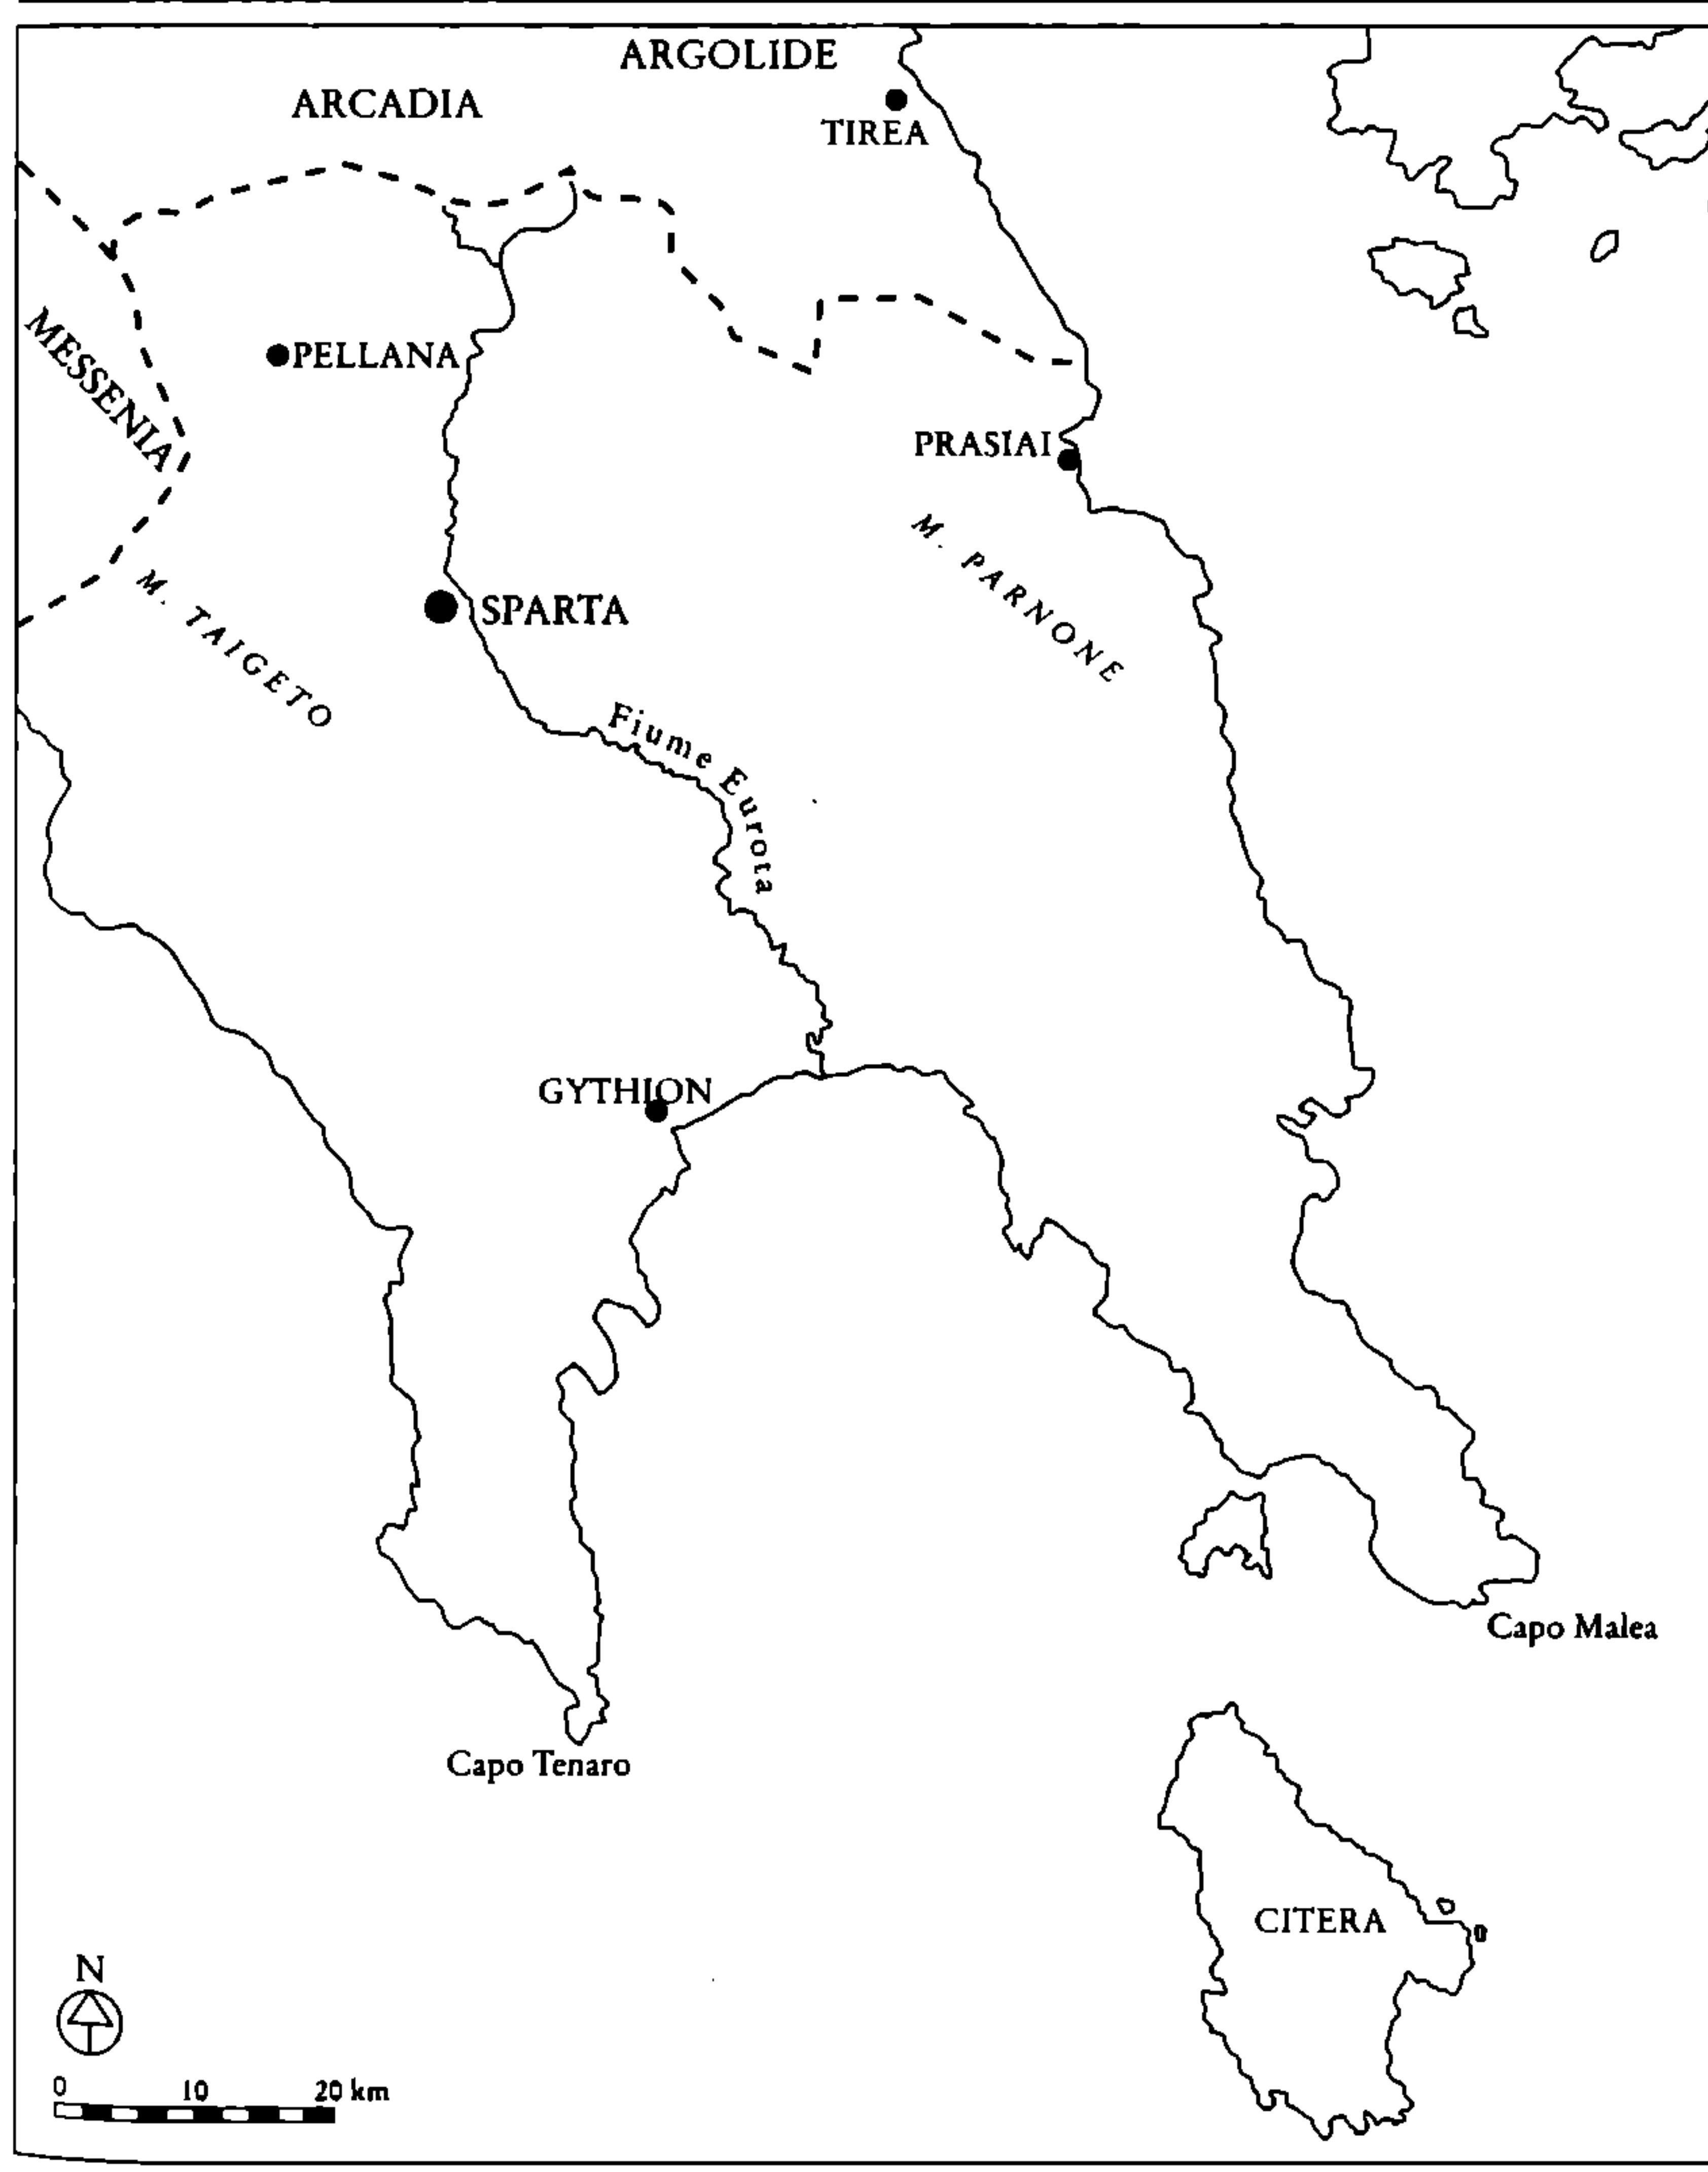 ARGOLIDE
ARCADIA
TIREA
MESSENIA
PELLANA
PRASIAI
M. PARNONE
M. TAIGETO
SPARTA
Fiume Eurota
GYTHION
Capo Malea
Capo Tenaro
CITERA
N
0 10 20 km